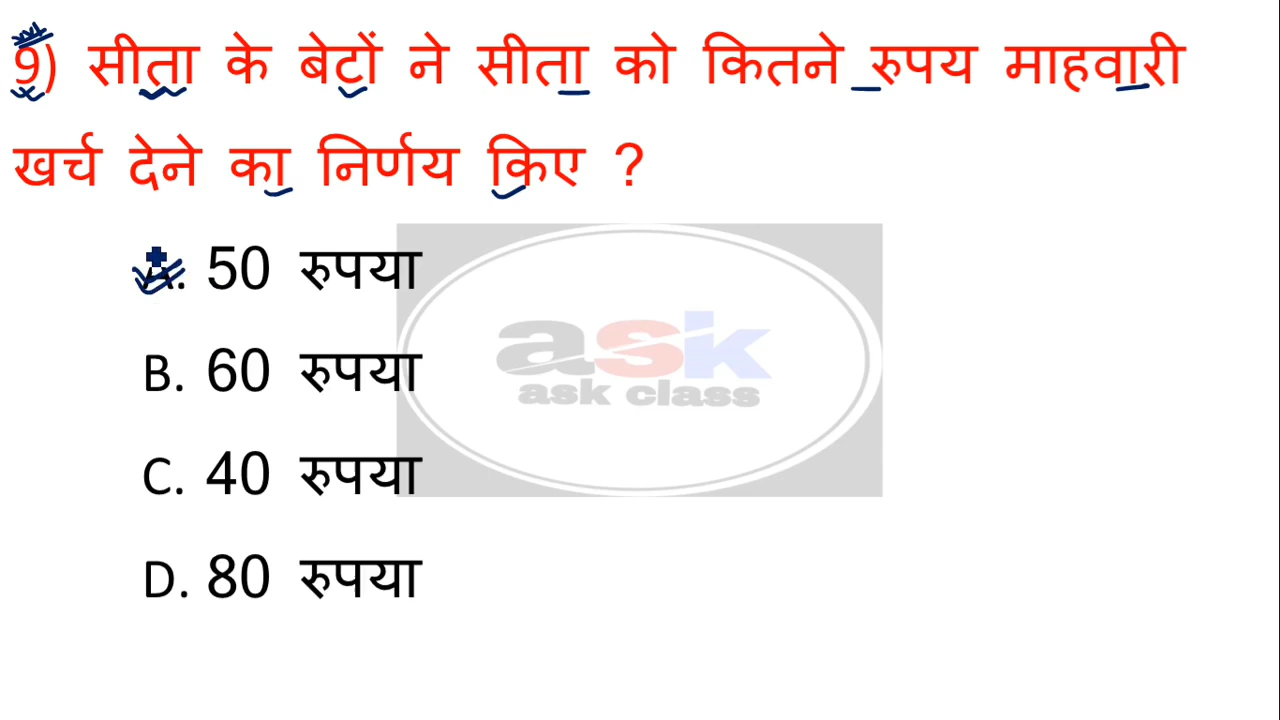 9) सीता के बेटों ने सीता को कितने रुपय माहवारी
खर्च देने का निर्णय किए ?
A. 50 रुपया
B. 60 रुपया
C. 40 रुपया
D. 80 रुपया
ask
ask class